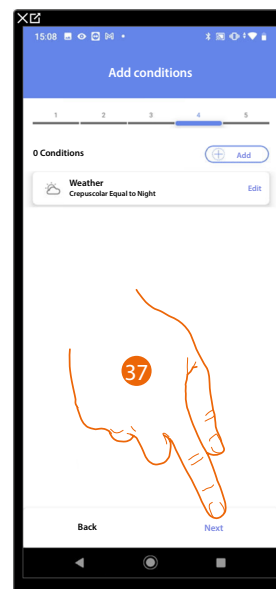 15:08
Add conditions
1 2 3 4 5
0 Conditions
Add
Weather
Crepuscolar Equal to Night
Edit
37
Back
Next